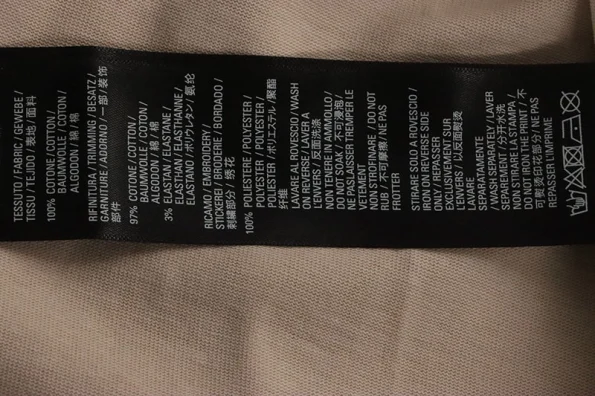 TESSUTO / FABRIC / GEWEBE /
TISSU / TEJIDO / 表地 / 面料
100% COTONE / COTTON /
BAUMWOLLE / COTON /
ALGODON / 綿 / 棉
RIFINITURA / TRIMMING / BESATZ /
GARNITURE / ADORNO / 一部 / 装饰
部件
97% COTONE / COTTON /
BAUMWOLLE / COTON /
ALGODON / 綿 / 棉
3% ELASTAN / ELASTANE /
ELASTHAN / ELASTHANNE /
ELASTANO / ポリウレタン / 氨纶
RICAMO / EMBROIDERY /
STICKEREI / BRODERIE / BORDADO /
刺繍部分 / 绣花
100% POLIESTERE / POLYESTER /
POLYESTER / POLYESTER /
POLIESTER / ポリエステル / 聚酯
纤维
LAVARE AL ROVESCIO / WASH
ON REVERSE / LAVER A
L'ENVERS / 反面洗涤
NON TENERE IN AMMOLLO /
DO NOT SOAK / 不可浸泡 /
NE PAS LAISSER TREMPER LE
VETEMENT
NON STROFINARE / DO NOT
RUB / 不可摩擦 / NE PAS
FROTTER
STIRARE SOLO A ROVESCIO /
IRON ON REVERSE SIDE
ONLY / REPASSER
EXCLUSIVEMENT SUR
L'ENVERS / 以反面熨烫
LAVARE
SEPARATAMENTE
/ WASH SEPARATELY / LAVER
SEPAREMENT / 分开水洗
NON STIMARE LA STAMPA /
DO NOT IRON THE PRINT / 不
可熨烫印花部分 / NE PAS
REPASSER L'IMPRIME